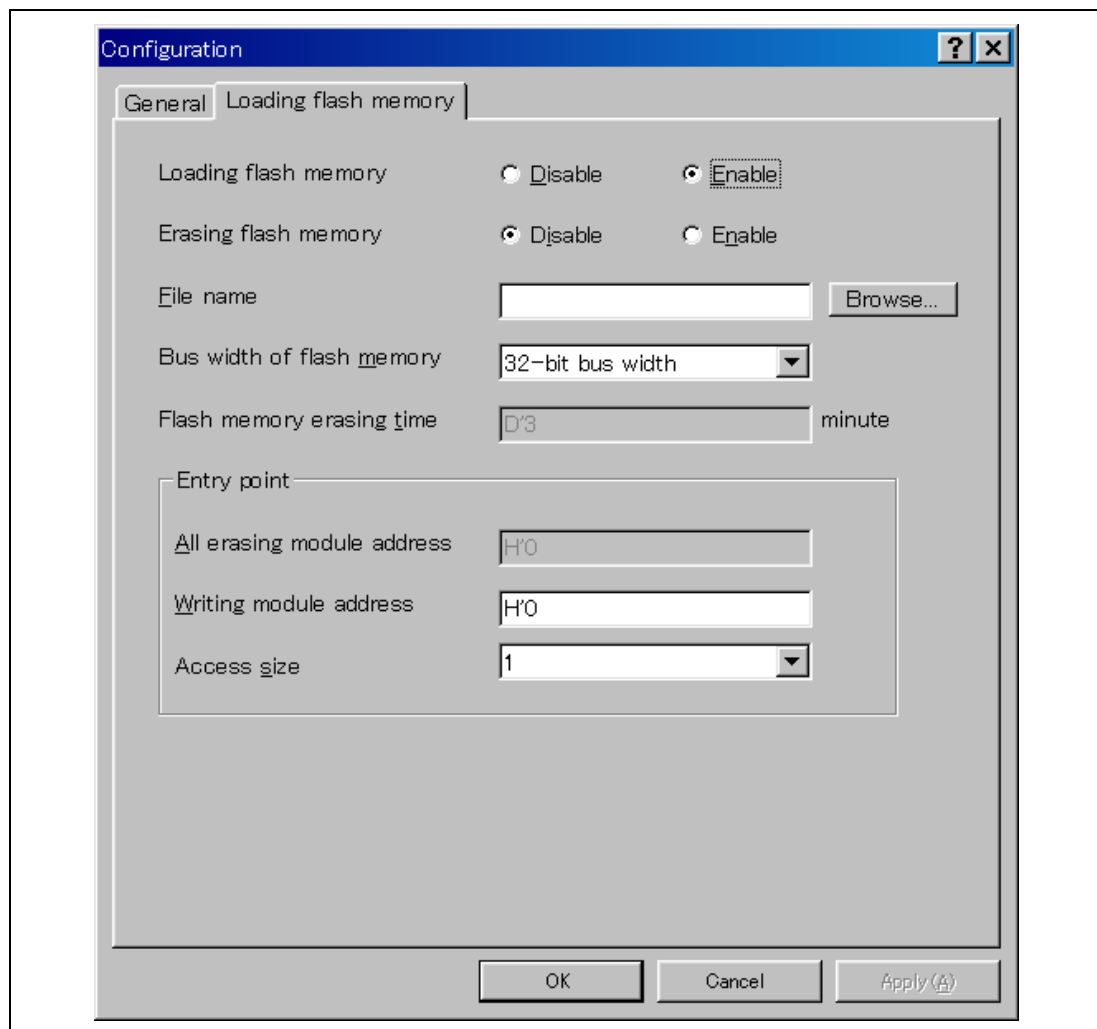 Configuration
General Loading flash memory
Loading flash memory Disable Enable
Erasing flash memory Disable Enable
File name Browse...
Bus width of flash memory 32-bit bus width
Flash memory erasing time D'3 minute
Entry point
All erasing module address H'0
Writing module address H'0
Access size 1
OK Cancel Apply(A)